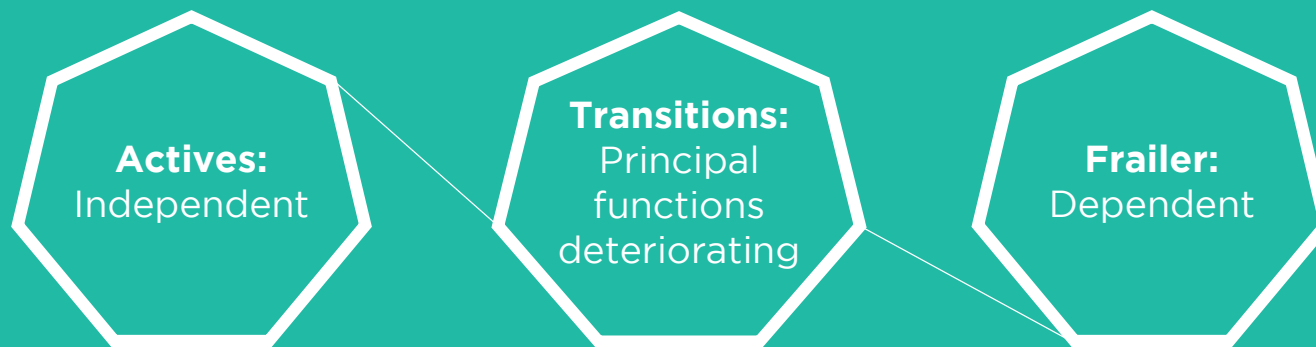 Actives:
Independent
Transitions:
Principal
functions
deteriorating
Frailer:
Dependent